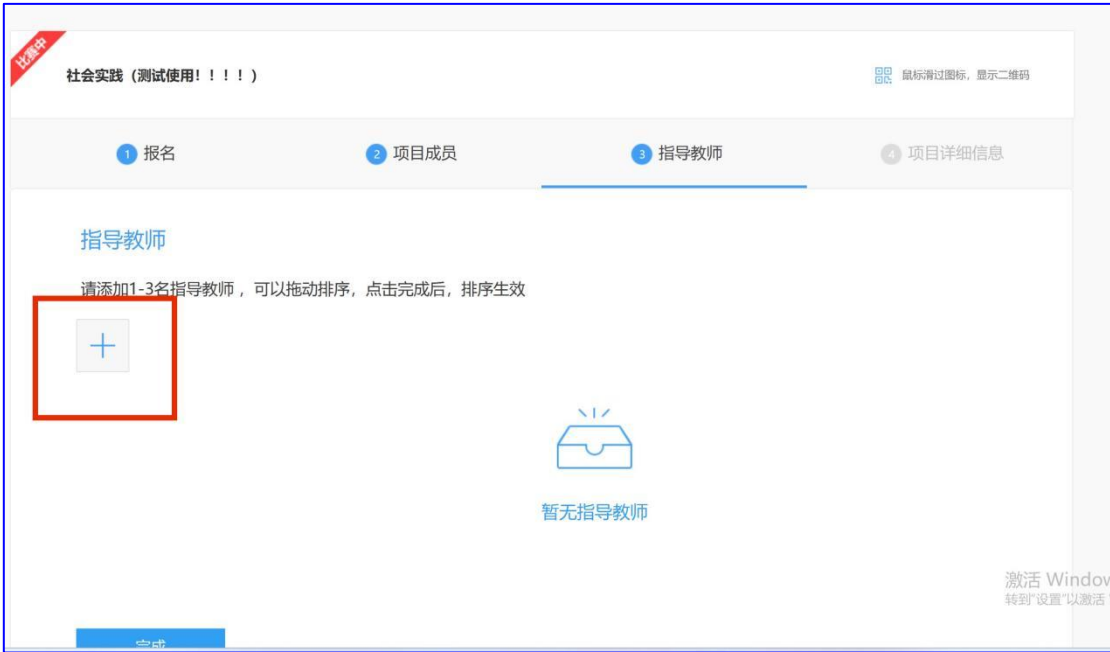 比赛中
社会实践（测试使用！！！！）
鼠标滑过图标，显示二维码
1 报名
2 项目成员
3 指导教师
4 项目详细信息
指导教师
请添加1-3名指导教师，可以拖动排序，点击完成后，排序生效
暂无指导教师
激活 Window
转到"设置"以激活
完成